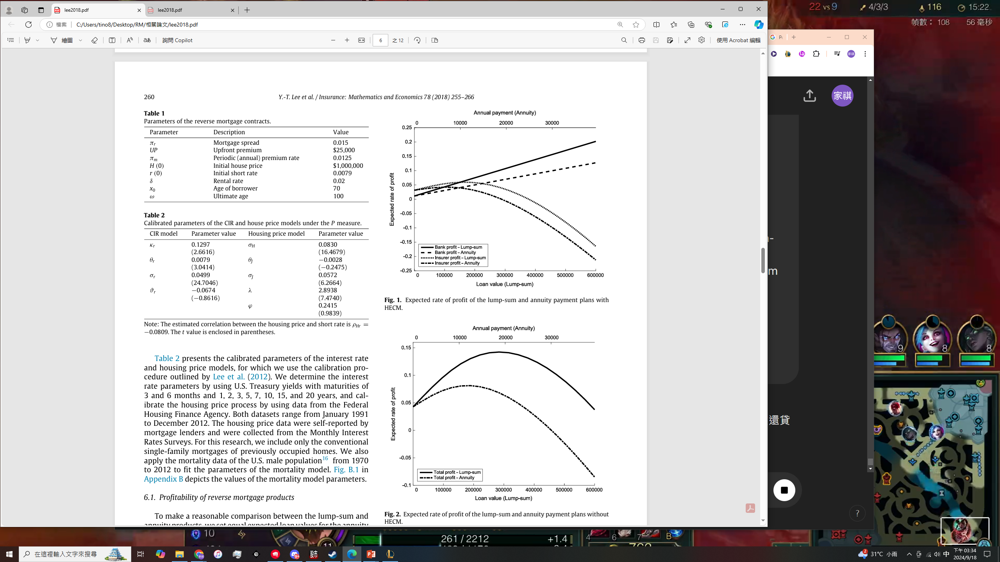 lee2018.pdf
lee2018.pdf
檔案
C:/Users/tino8/Desktop/RM/相關論文/lee2018.pdf
繪圖
詢問 Copilot
6
之 12
使用 Acrobat 編輯
260
Y.-T. Lee et al. / Insurance: Mathematics and Economics 78 (2018) 255–266
Table 1
Parameters of the reverse mortgage contracts.
Parameter Description Value
πr Mortgage spread 0.015
UP Upfront premium $25,000
πm Periodic (annual) premium rate 0.0125
H (0) Initial house price $1,000,000
r (0) Initial short rate 0.0079
δ Rental rate 0.02
x0 Age of borrower 70
ω Ultimate age 100
Table 2
Calibrated parameters of the CIR and house price models under the P measure.
CIR model Parameter value Housing price model Parameter value
κr 0.1297 σH 0.0830
(2.6616) (16.4679)
θr 0.0079 θJ −0.0028
(3.0414) (−0.2475)
σr 0.0499 σJ 0.0572
(24.7046) (6.2664)
ϑr −0.0674 λ 2.8938
(−0.8616) (7.4740)
φ 0.2415
(0.9839)
Note: The estimated correlation between the housing price and short rate is ρHr =
−0.0809. The t value is enclosed in parentheses.
Table 2 presents the calibrated parameters of the interest rate
and housing price models, for which we use the calibration pro-
cedure outlined by Lee et al. (2012). We determine the interest
rate parameters by using U.S. Treasury yields with maturities of
3 and 6 months and 1, 2, 3, 5, 7, 10, 15, and 20 years, and cal-
ibrate the housing price process by using data from the Federal
Housing Finance Agency. Both datasets range from January 1991
to December 2012. The housing price data were self-reported by
mortgage lenders and were collected from the Monthly Interest
Rates Surveys. For this research, we include only the conventional
single-family mortgages of previously occupied homes. We also
apply the mortality data of the U.S. male population16 from 1970
to 2012 to fit the parameters of the mortality model. Fig. B.1 in
Appendix B depicts the values of the mortality model parameters.
6.1. Profitability of reverse mortgage products
To make a reasonable comparison between the lump-sum and
annuity products, we set equal expected loan values for the annuity
Annual payment (Annuity)
0 10000 20000 30000
0.25
0.2
0.15
0.1
0.05
0
−0.05
−0.1
−0.15
−0.2
−0.25
Expected rate of profit
Bank profit – Lump-sum
Bank profit – Annuity
Insurer profit – Lump-sum
Insurer profit – Annuity
0 100000 200000 300000 400000 500000 600000
Loan value (Lump-sum)
Fig. 1. Expected rate of profit of the lump-sum and annuity payment plans with
HECM.
Annual payment (Annuity)
0 10000 20000 30000
0.15
0.1
0.05
0
−0.05
−0.1
Expected rate of profit
Total profit – Lump-sum
Total profit – Annuity
0 100000 200000 300000 400000 500000 600000
Loan value (Lump-sum)
Fig. 2. Expected rate of profit of the lump-sum and annuity payment plans without
HECM.
22 vs 9
4/3/3
116
15:22
幀數： 108
56 毫秒
家祺
家祺
m
還貸
?
9
8
8
10
11
261 / 2212
+1.4
4
6
7
B
在這裡輸入文字來搜尋
9+
股市
2
31°C 小雨
中
下午 03:34
2024/9/18